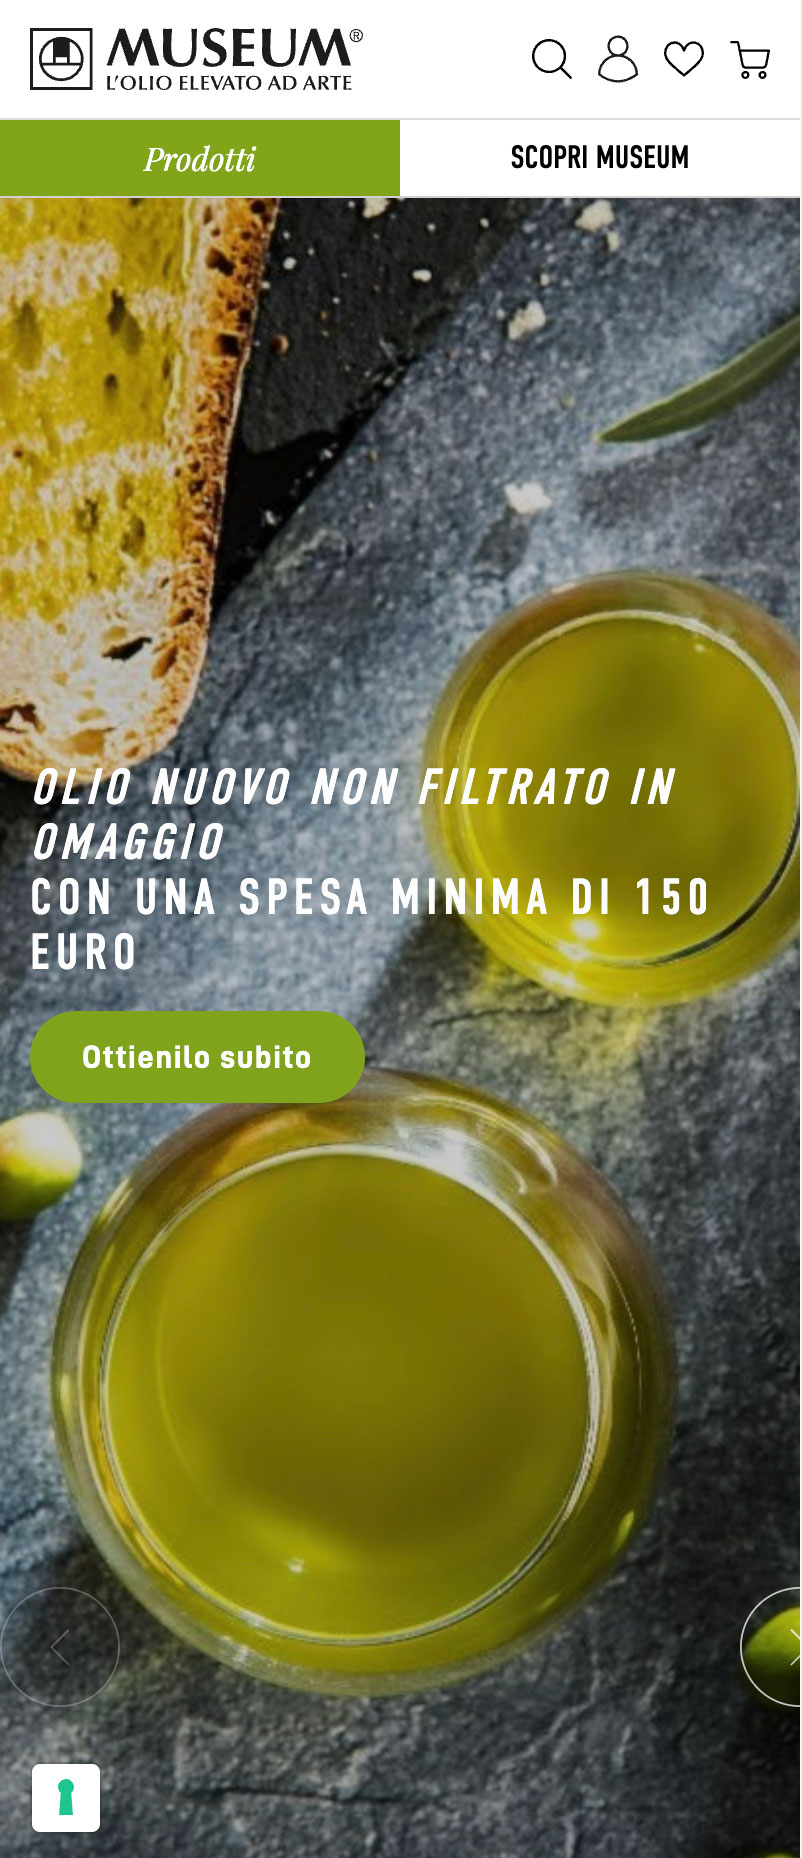 MUSEUM®
L'OLIO ELEVATO AD ARTE
Prodotti
SCOPRI MUSEUM
OLIO NUOVO NON FILTRATO IN
OMAGGIO
CON UNA SPESA MINIMA DI 150
EURO
Ottienilo subito